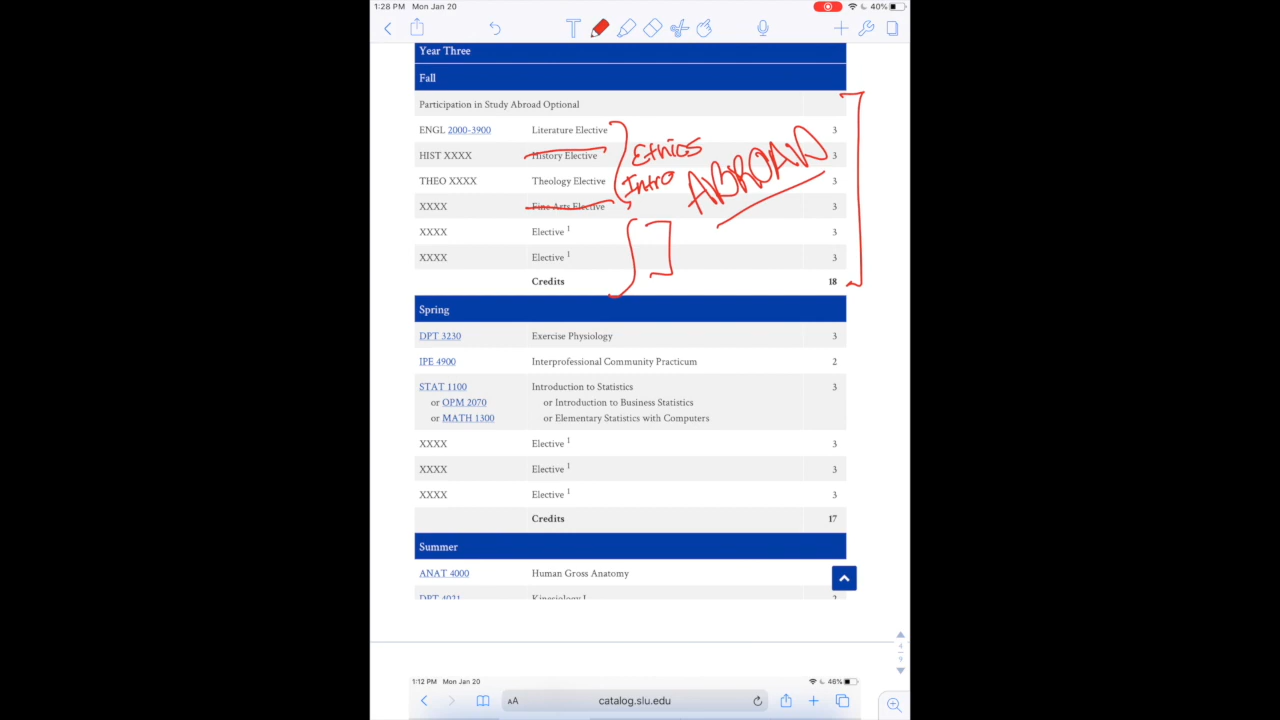 1:28 PM Mon Jan 20 40%
T
Year Three
Fall
Participation in Study Abroad Optional
ENGL 2000-3900 Literature Elective 3
HIST XXXX History Elective Ethics 3
THEO XXXX Theology Elective Intro ABROAD 3
XXXX Fine Arts Elective 3
XXXX Elective 1 3
XXXX Elective 1 3
Credits 18
Spring
DPT 3230 Exercise Physiology 3
IPE 4900 Interprofessional Community Practicum 2
STAT 1100 Introduction to Statistics 3
or OPM 2070 or Introduction to Business Statistics
or MATH 1300 or Elementary Statistics with Computers
XXXX Elective 1 3
XXXX Elective 1 3
XXXX Elective 1 3
Credits 17
Summer
ANAT 4000 Human Gross Anatomy
DPT 4021 Kinesiology I 2
4
9
1:12 PM Mon Jan 20 46%
AA catalog.slu.edu